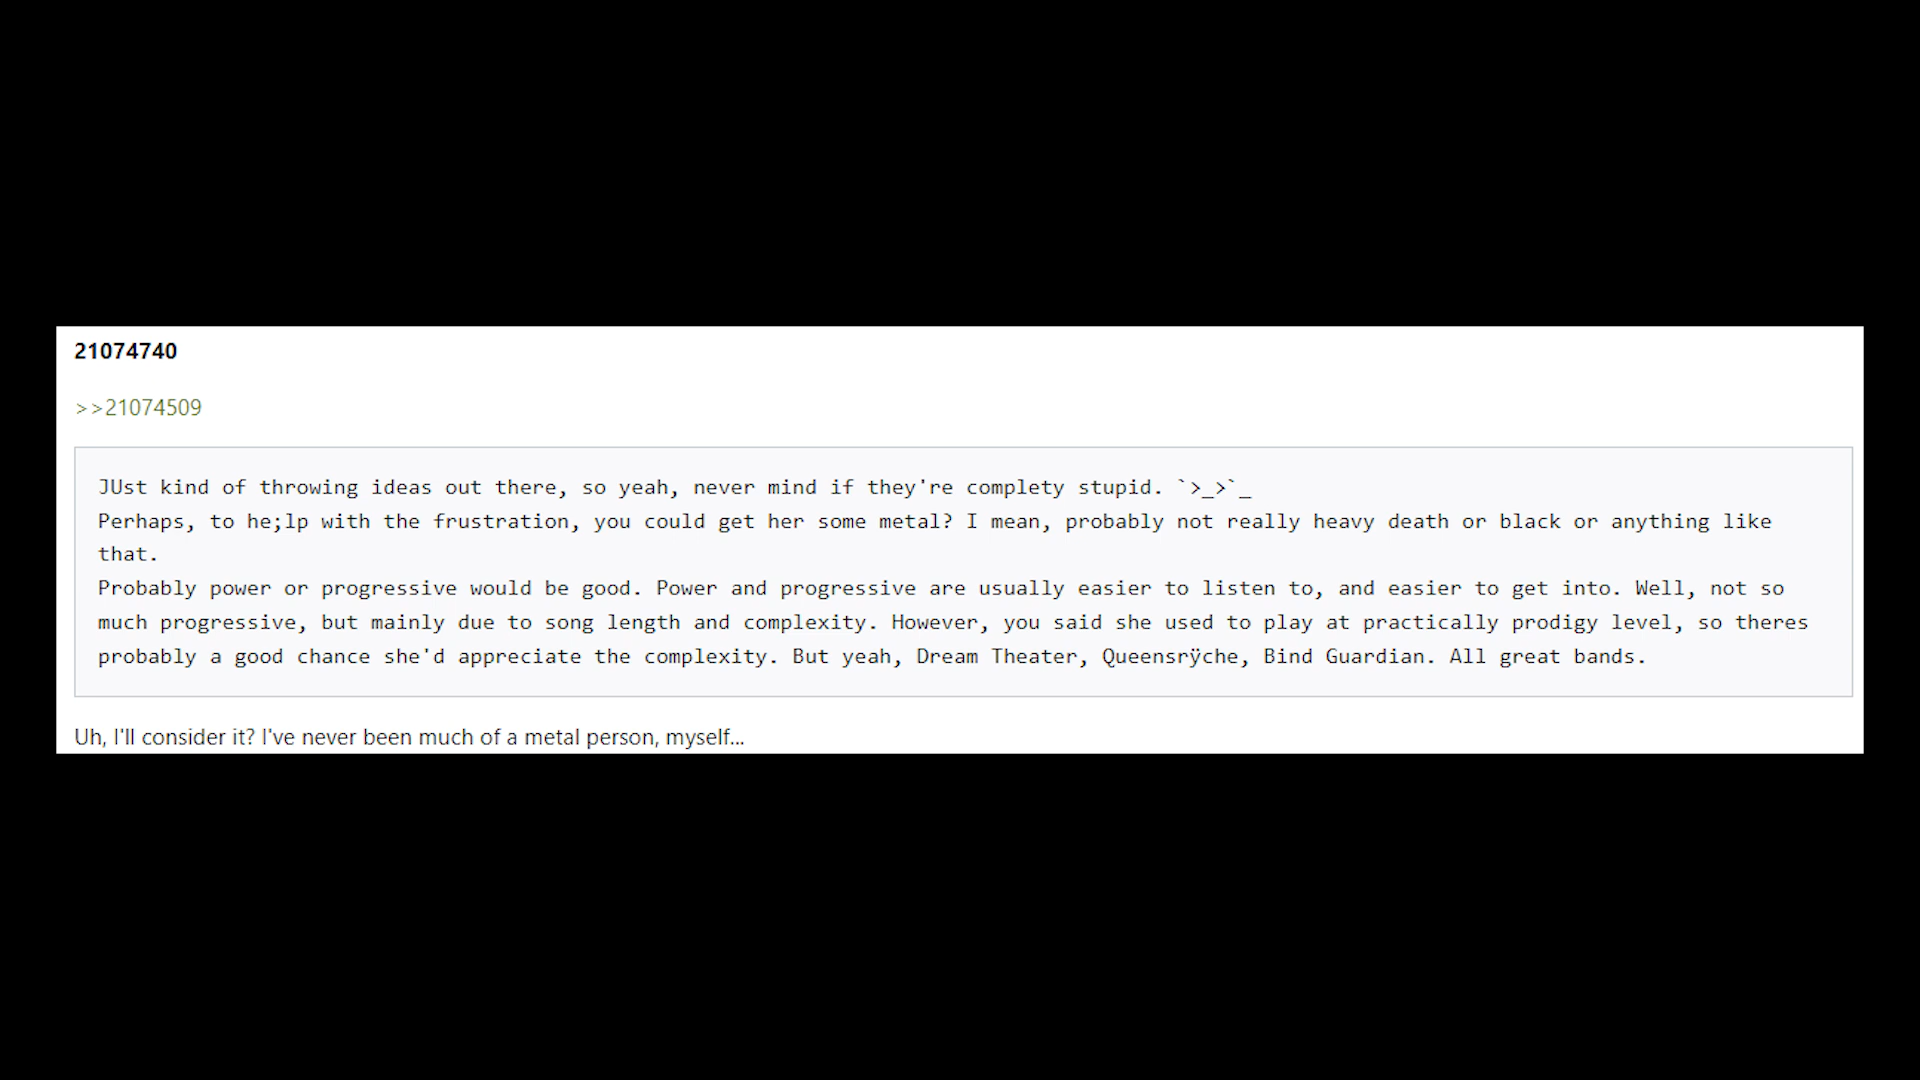 21074740
>>21074509
JUst kind of throwing ideas out there, so yeah, never mind if they're complety stupid. `>_>`_
Perhaps, to he;lp with the frustration, you could get her some metal? I mean, probably not really heavy death or black or anything like
that.
Probably power or progressive would be good. Power and progressive are usually easier to listen to, and easier to get into. Well, not so
much progressive, but mainly due to song length and complexity. However, you said she used to play at practically prodigy level, so theres
probably a good chance she'd appreciate the complexity. But yeah, Dream Theater, Queensrÿche, Bind Guardian. All great bands.
Uh, I'll consider it? I've never been much of a metal person, myself...